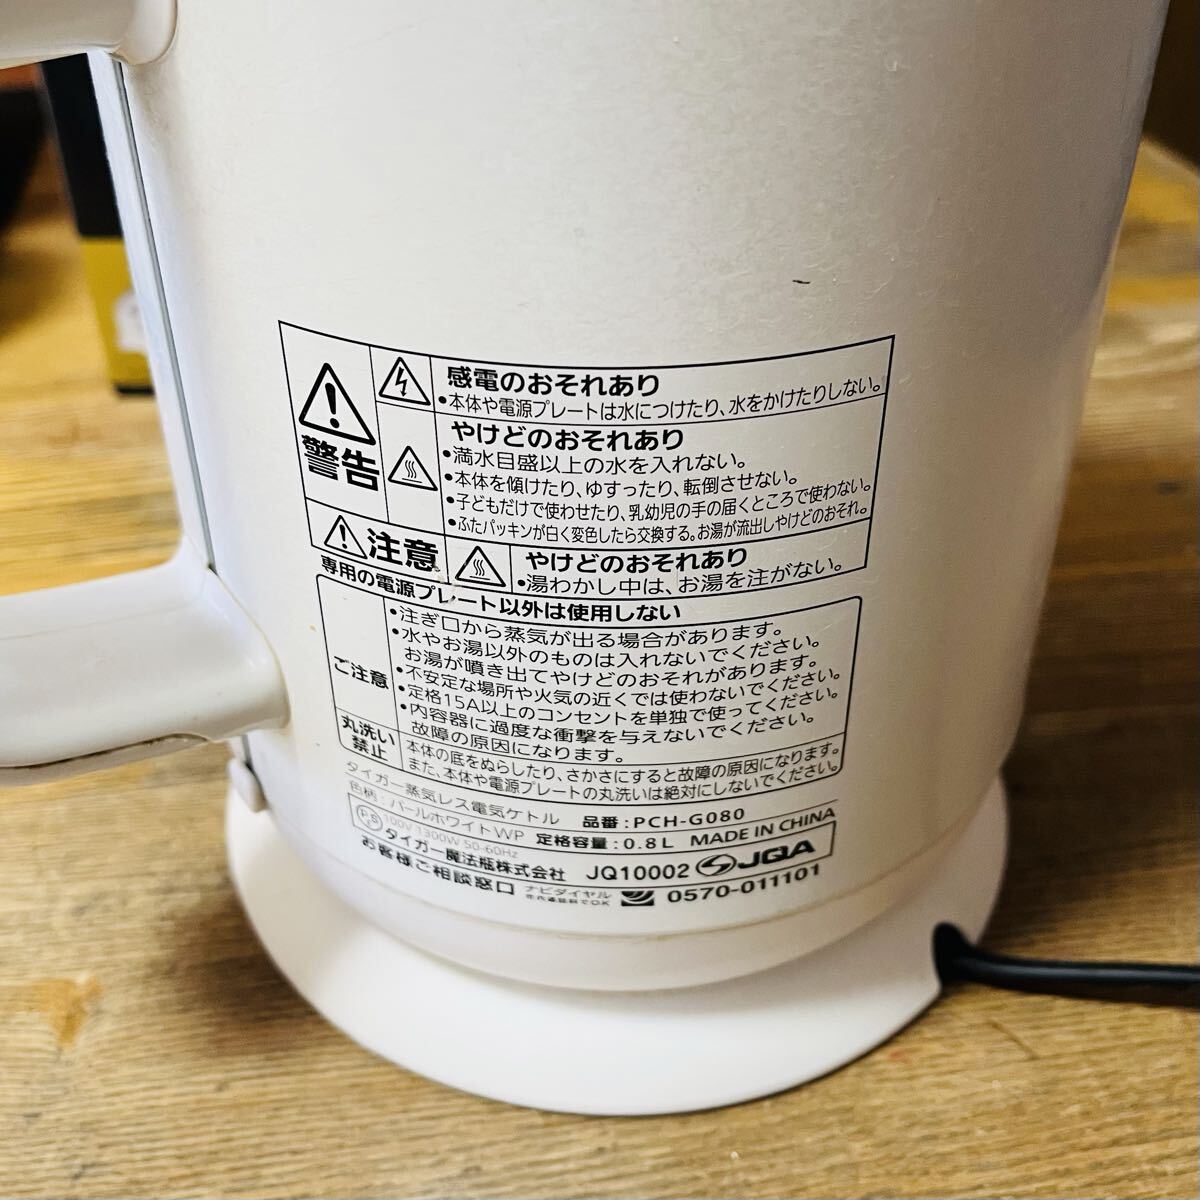 警告
感電のおそれあり
•本体や電源プレートは水につけたり、水をかけたりしない。
やけどのおそれあり
•満水目盛以上の水を入れない。
•本体を傾けたり、ゆすったり、転倒させない。
•子どもだけで使わせたり、乳幼児の手の届くところで使わない。
•ふたパッキンが白く変色したら交換する。お湯が流出しやけどのおそれ。
注意
やけどのおそれあり
•湯わかし中は、お湯を注がない。
専用の電源プレート以外は使用しない
ご注意
•注ぎ口から蒸気が出る場合があります。
•水やお湯以外のものは入れないでください。
お湯が噴き出てやけどのおそれがあります。
•不安定な場所や火気の近くでは使わないでください。
•定格15A以上のコンセントを単独で使ってください。
•内容器に過度な衝撃を与えないでください。
故障の原因になります。
丸洗い
禁止
本体の底をぬらしたり、さかさにすると故障の原因になります。
また、本体や電源プレートの丸洗いは絶対にしないでください。
タイガー蒸気レス電気ケトル 品番:PCH-G080
色柄:パールホワイトWP 定格容量:0.8L MADE IN CHINA
PS
E 100V 1300W 50-60Hz
タイガー魔法瓶株式会社 JQ10002 JQA
お客様ご相談窓口 ナビダイヤル 0570-011101